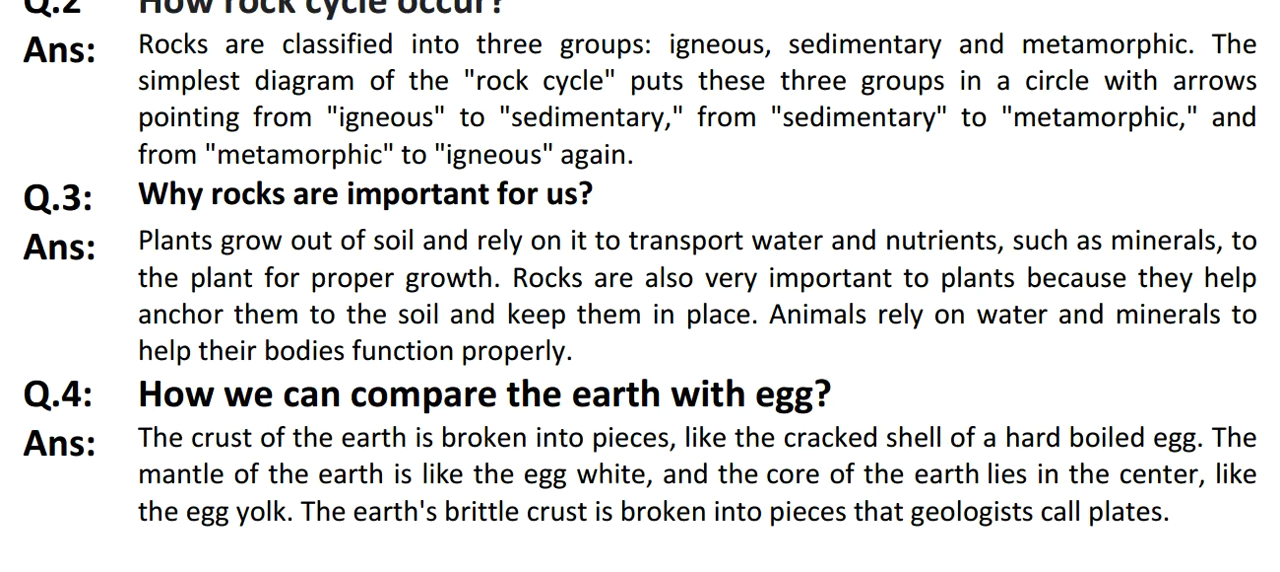 Q.2 How rock cycle occur?
Ans: Rocks are classified into three groups: igneous, sedimentary and metamorphic. The
simplest diagram of the "rock cycle" puts these three groups in a circle with arrows
pointing from "igneous" to "sedimentary," from "sedimentary" to "metamorphic," and
from "metamorphic" to "igneous" again.
Q.3: Why rocks are important for us?
Ans: Plants grow out of soil and rely on it to transport water and nutrients, such as minerals, to
the plant for proper growth. Rocks are also very important to plants because they help
anchor them to the soil and keep them in place. Animals rely on water and minerals to
help their bodies function properly.
Q.4: How we can compare the earth with egg?
Ans: The crust of the earth is broken into pieces, like the cracked shell of a hard boiled egg. The
mantle of the earth is like the egg white, and the core of the earth lies in the center, like
the egg yolk. The earth's brittle crust is broken into pieces that geologists call plates.